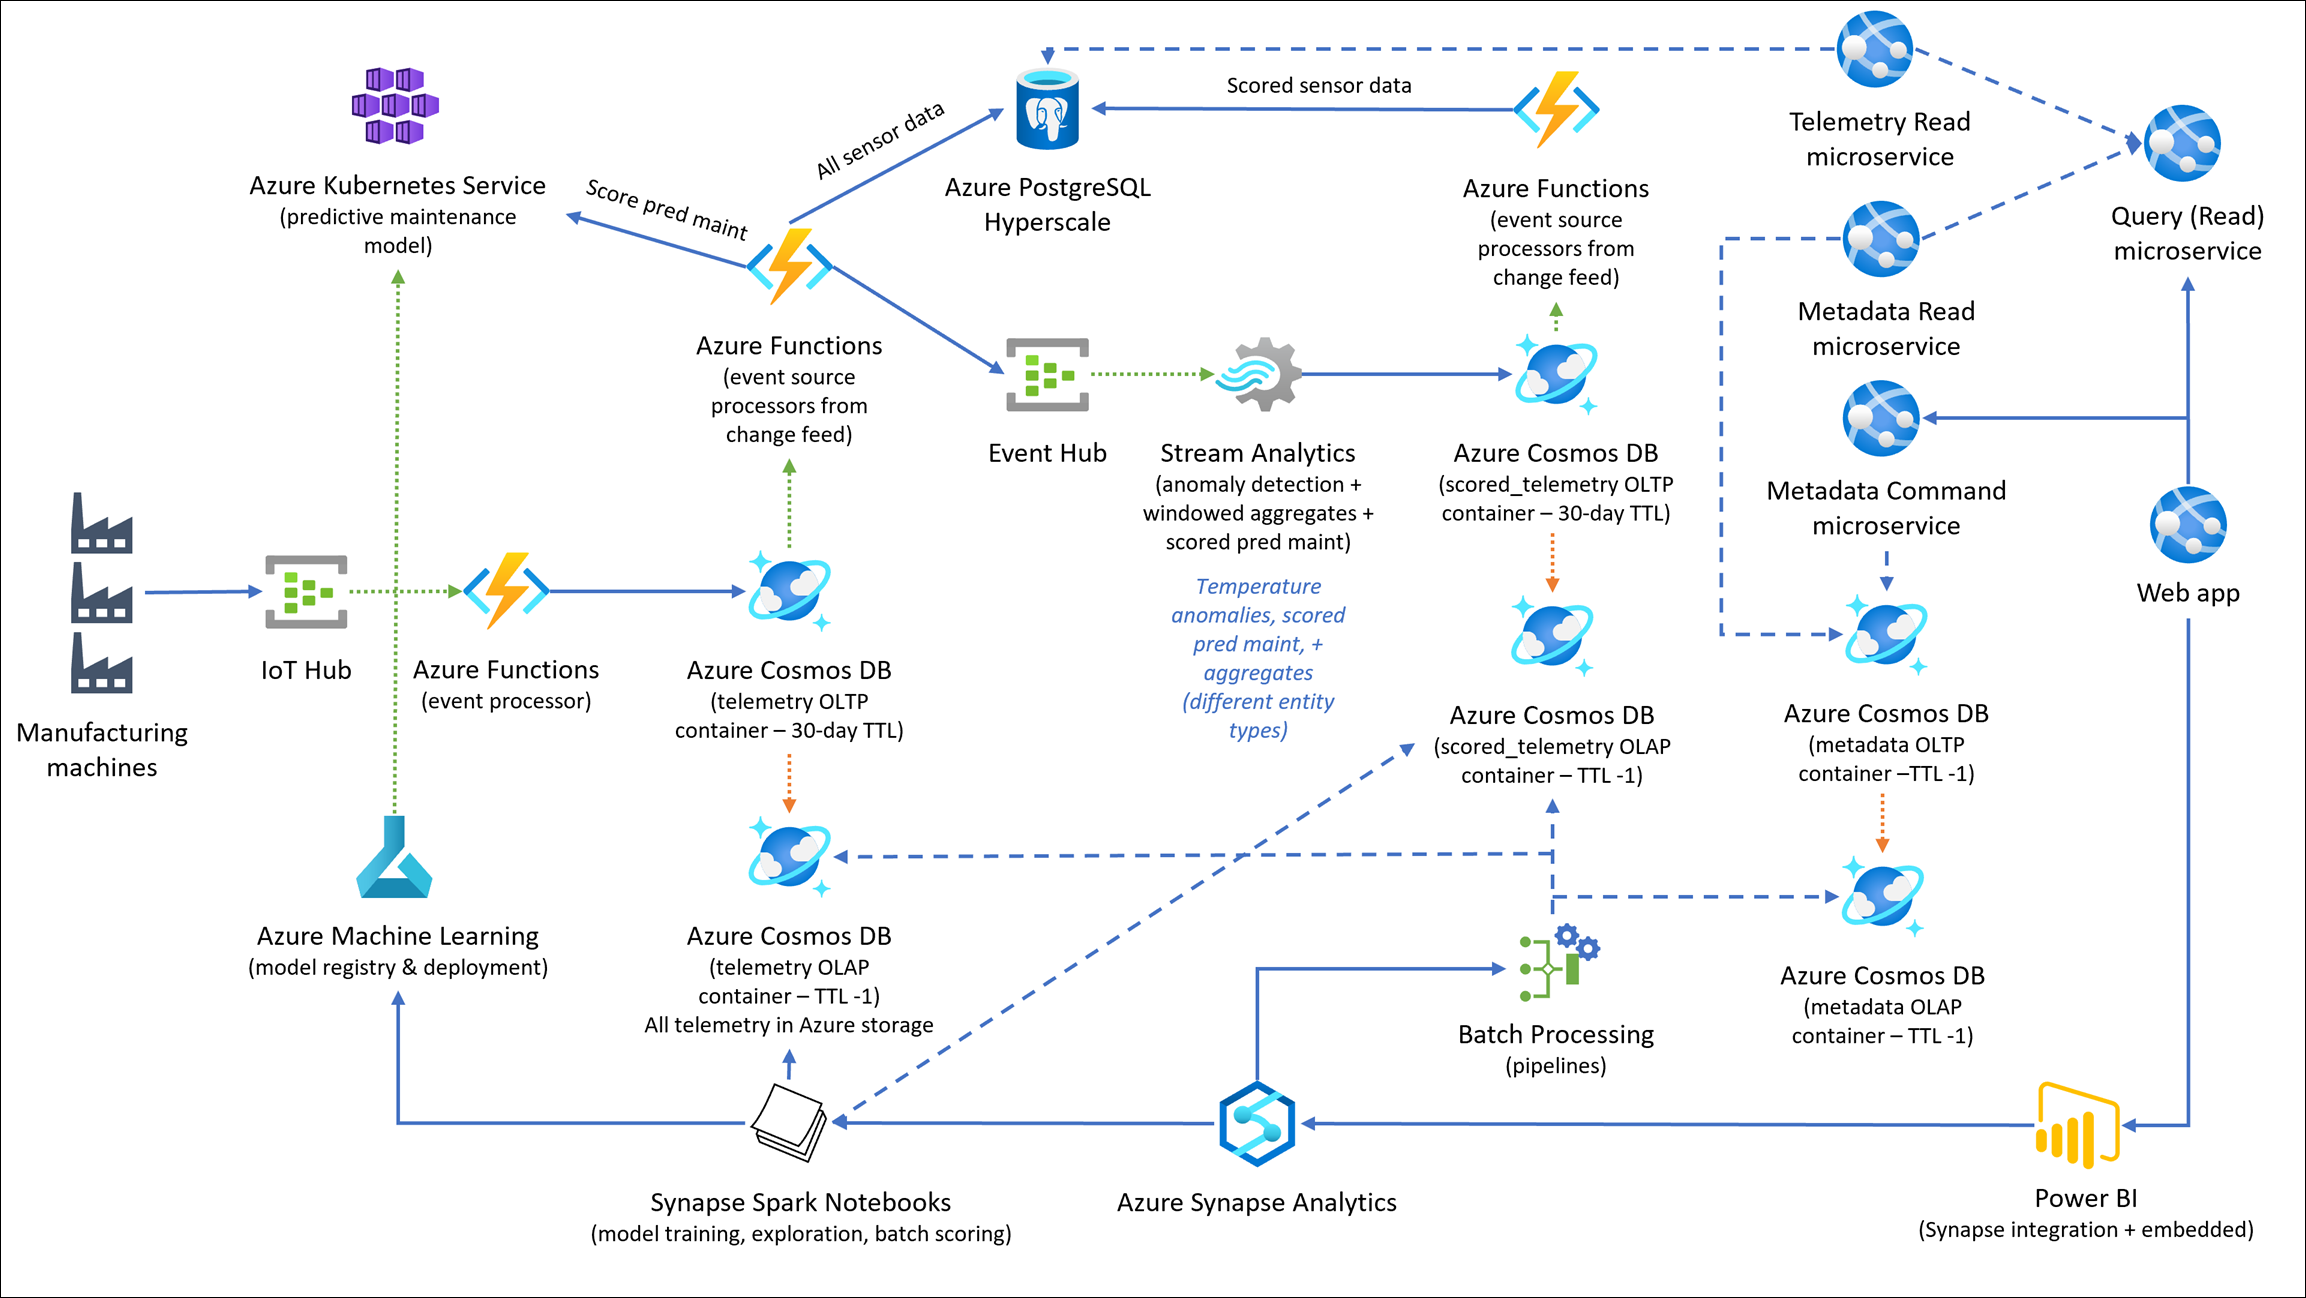 Azure Kubernetes Service
(predictive maintenance
model)
Score pred maint
All sensor data
Azure PostgreSQL
Hyperscale
Scored sensor data
Azure Functions
(event source
processors from
change feed)
Telemetry Read
microservice
Query (Read)
microservice
Metadata Read
microservice
Azure Functions
(event source
processors from
change feed)
Event Hub
Stream Analytics
(anomaly detection +
windowed aggregates +
scored pred maint)
Temperature
anomalies, scored
pred maint, +
aggregates
(different entity
types)
Azure Cosmos DB
(scored_telemetry OLTP
container – 30-day TTL)
Metadata Command
microservice
Web app
Manufacturing
machines
IoT Hub
Azure Functions
(event processor)
Azure Cosmos DB
(telemetry OLTP
container – 30-day TTL)
Azure Cosmos DB
(scored_telemetry OLAP
container – TTL -1)
Azure Cosmos DB
(metadata OLTP
container –TTL -1)
Azure Machine Learning
(model registry & deployment)
Azure Cosmos DB
(telemetry OLAP
container – TTL -1)
All telemetry in Azure storage
Batch Processing
(pipelines)
Azure Cosmos DB
(metadata OLAP
container – TTL -1)
Synapse Spark Notebooks
(model training, exploration, batch scoring)
Azure Synapse Analytics
Power BI
(Synapse integration + embedded)